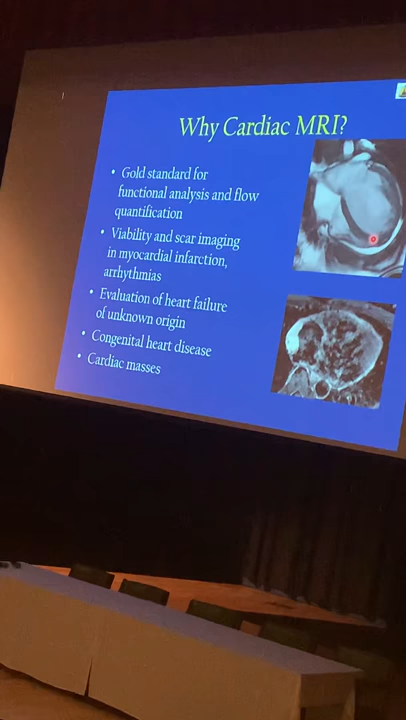 Why Cardiac MRI?
• Gold standard for
functional analysis and flow
quantification
• Viability and scar imaging
in myocardial infarction,
arrhythmias
• Evaluation of heart failure
of unknown origin
• Congenital heart disease
• Cardiac masses